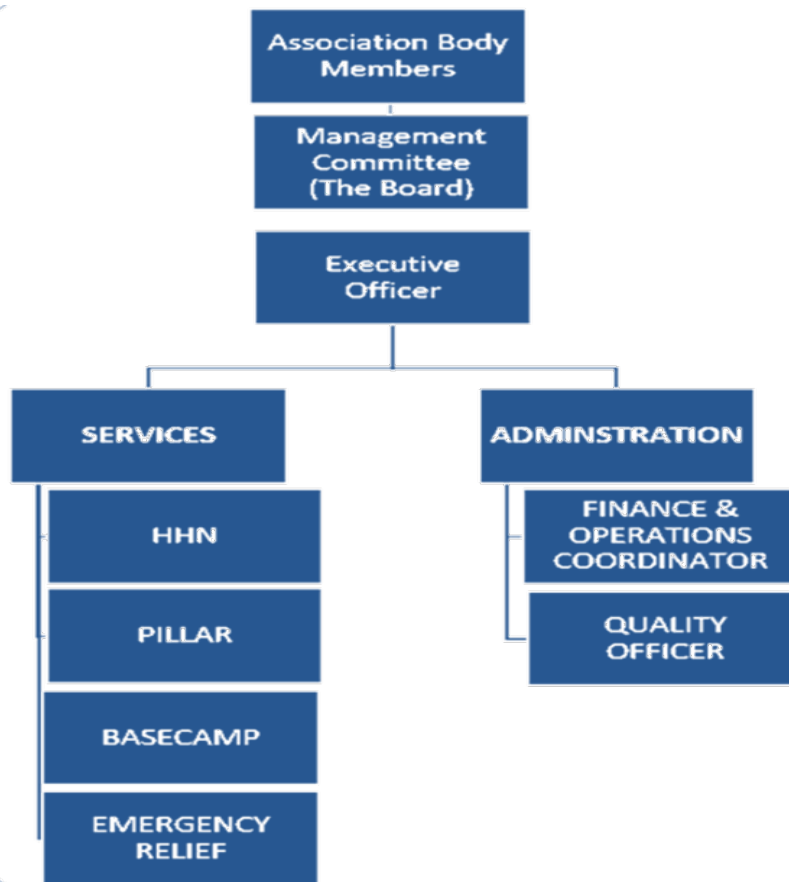 Association Body
Members
Management
Committee
(The Board)
Executive
Officer
SERVICES
ADMINSTRATION
HHN
FINANCE &
OPERATIONS
COORDINATOR
PILLAR
QUALITY
OFFICER
BASECAMP
EMERGENCY
RELIEF